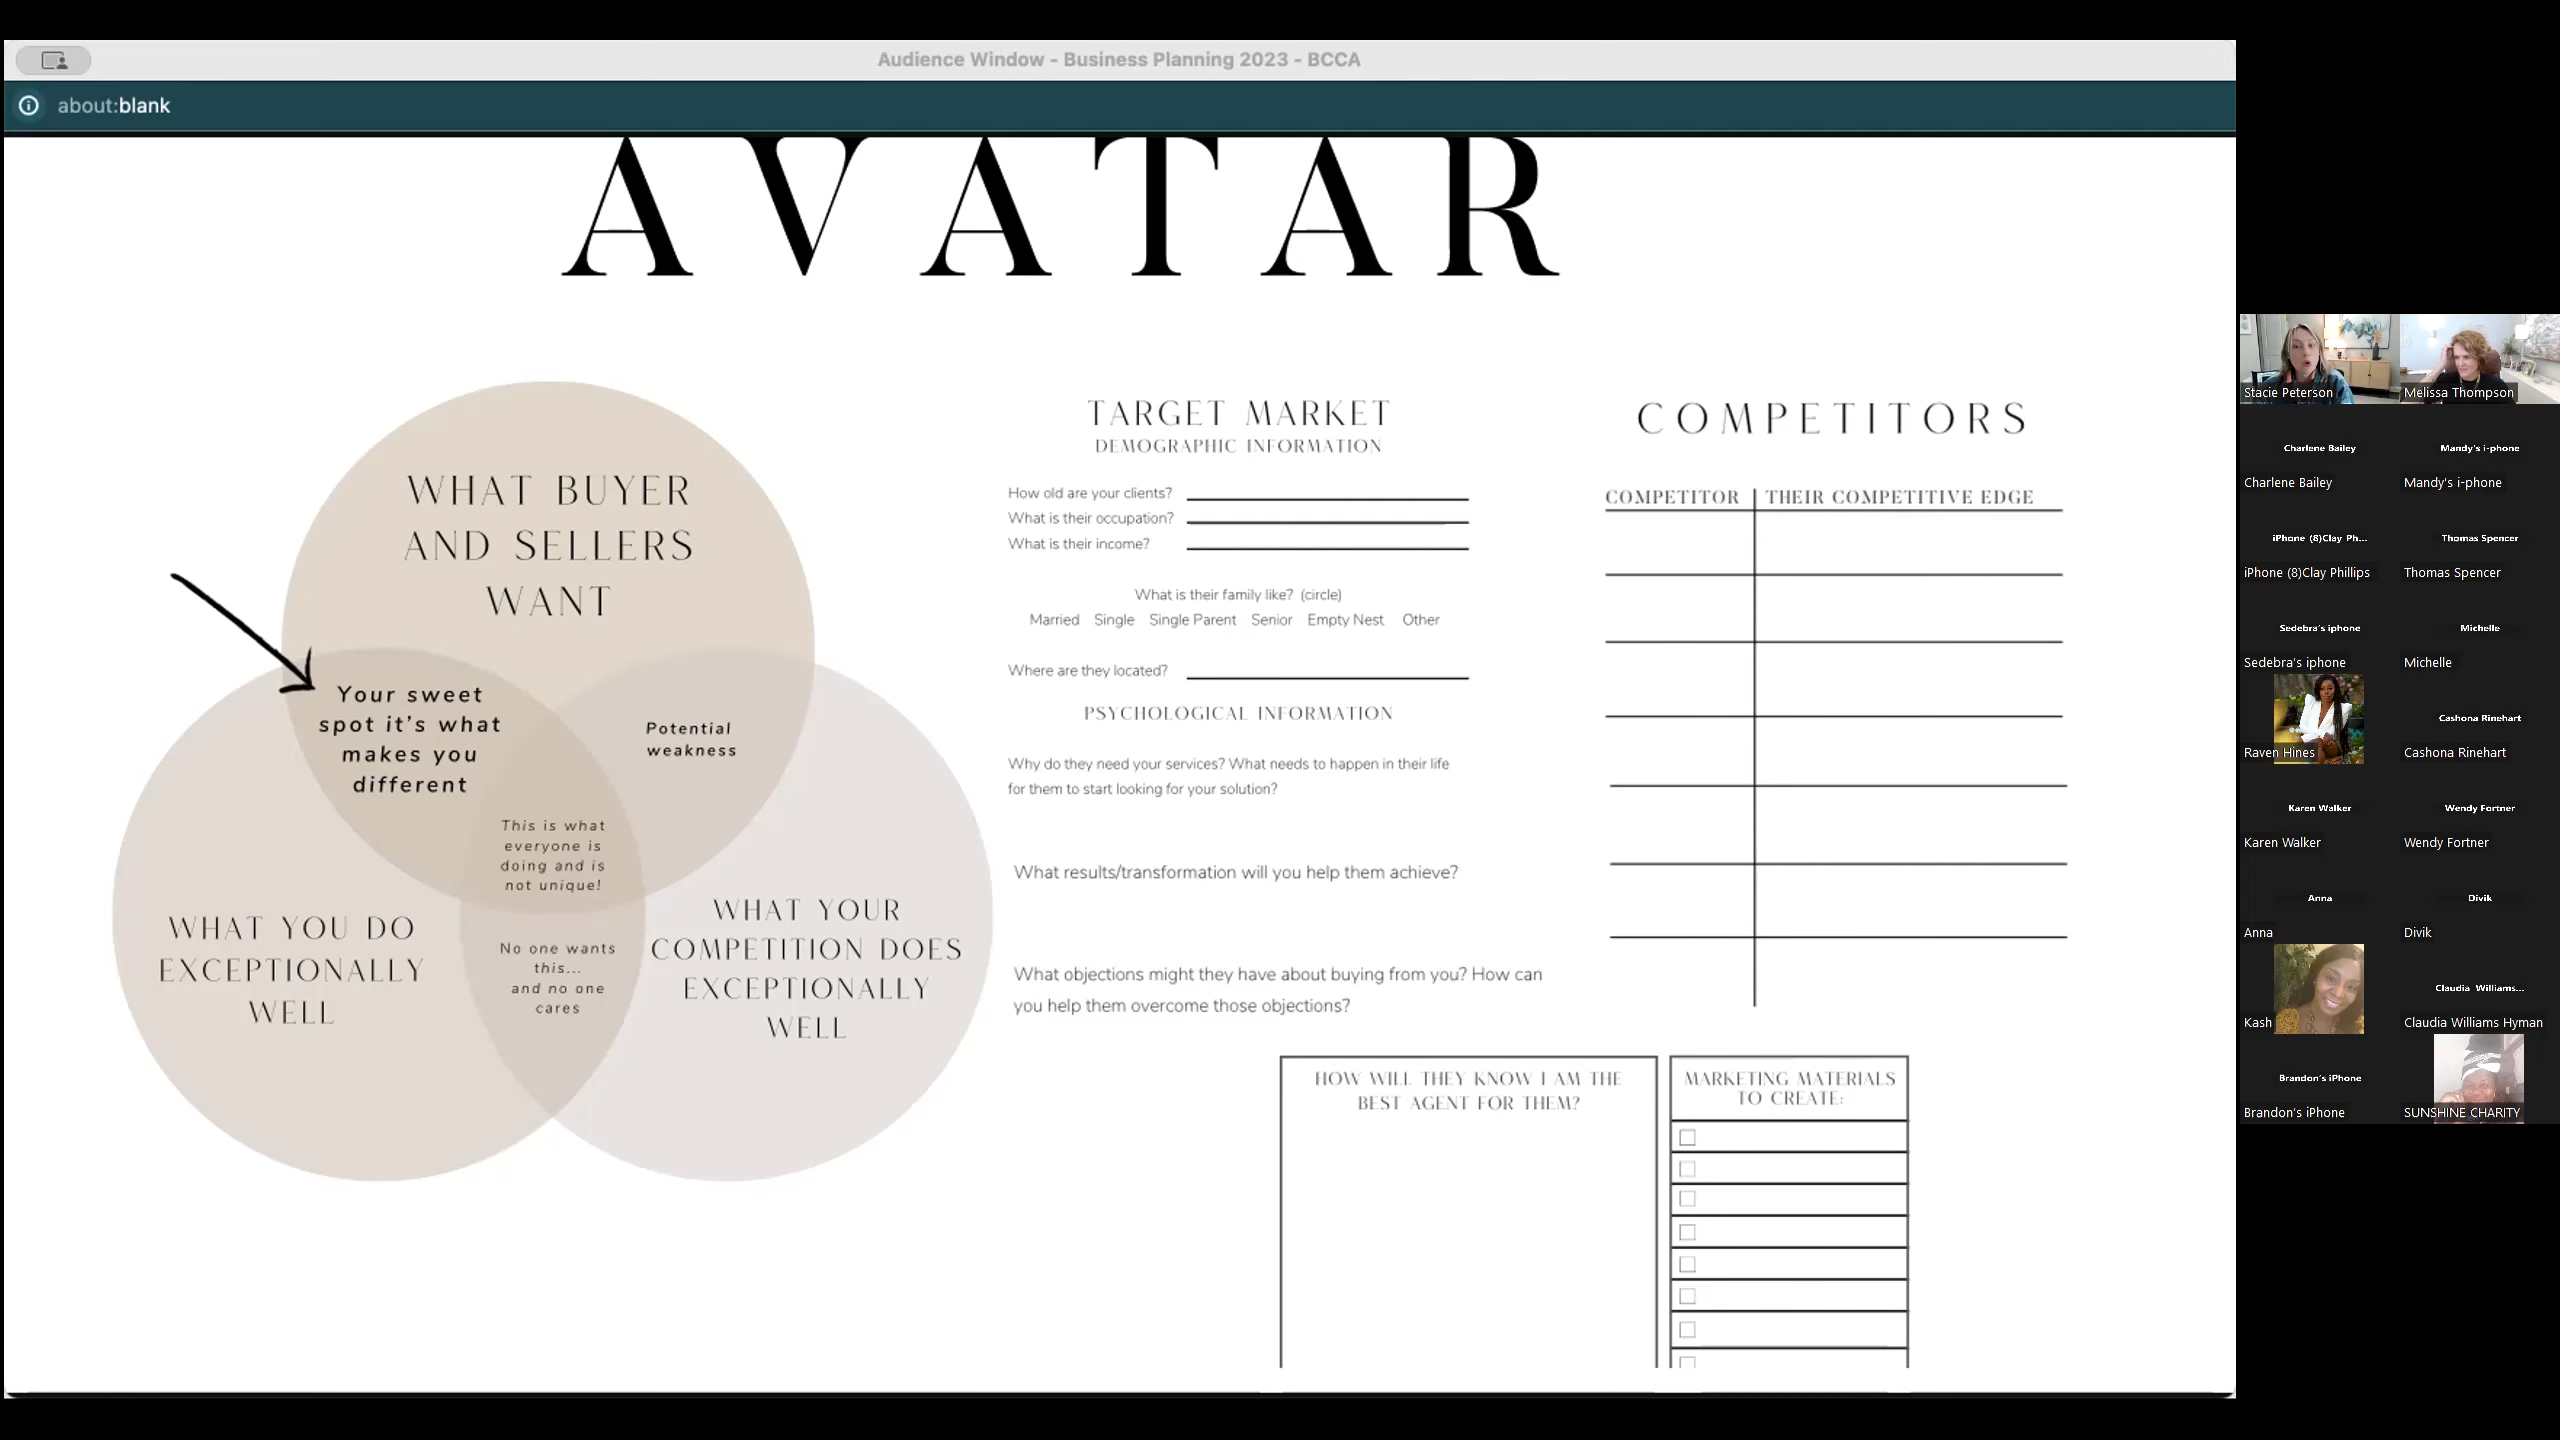 Audience Window - Business Planning 2023 - BCCA
about:blank
AVATAR
WHAT BUYER
AND SELLERS
WANT
Your sweet
spot it's what
makes you
different
Potential
weakness
This is what
everyone is
doing and is
not unique!
No one wants
this...
and no one
cares
WHAT YOU DO
EXCEPTIONALLY
WELL
WHAT YOUR
COMPETITION DOES
EXCEPTIONALLY
WELL
TARGET MARKET
DEMOGRAPHIC INFORMATION
How old are your clients?
What is their occupation?
What is their income?
What is their family like? (circle)
Married Single Single Parent Senior Empty Nest Other
Where are they located?
PSYCHOLOGICAL INFORMATION
Why do they need your services? What needs to happen in their life
for them to start looking for your solution?
What results/transformation will you help them achieve?
What objections might they have about buying from you? How can
you help them overcome those objections?
COMPETITORS
COMPETITOR THEIR COMPETITIVE EDGE
HOW WILL THEY KNOW I AM THE
BEST AGENT FOR THEM?
MARKETING MATERIALS
TO CREATE:
Stacie Peterson
Melissa Thompson
Charlene Bailey
Charlene Bailey
Mandy's i-phone
Mandy's i-phone
iPhone (8)Clay Ph...
iPhone (8)Clay Phillips
Thomas Spencer
Thomas Spencer
Sedebra's iphone
Sedebra's iphone
Michelle
Michelle
Raven Hines
Cashona Rinehart
Cashona Rinehart
Karen Walker
Karen Walker
Wendy Fortner
Wendy Fortner
Anna
Anna
Divik
Divik
Kash
Claudia Williams...
Claudia Williams Hyman
Brandon's iPhone
Brandon's iPhone
SUNSHINE CHARITY